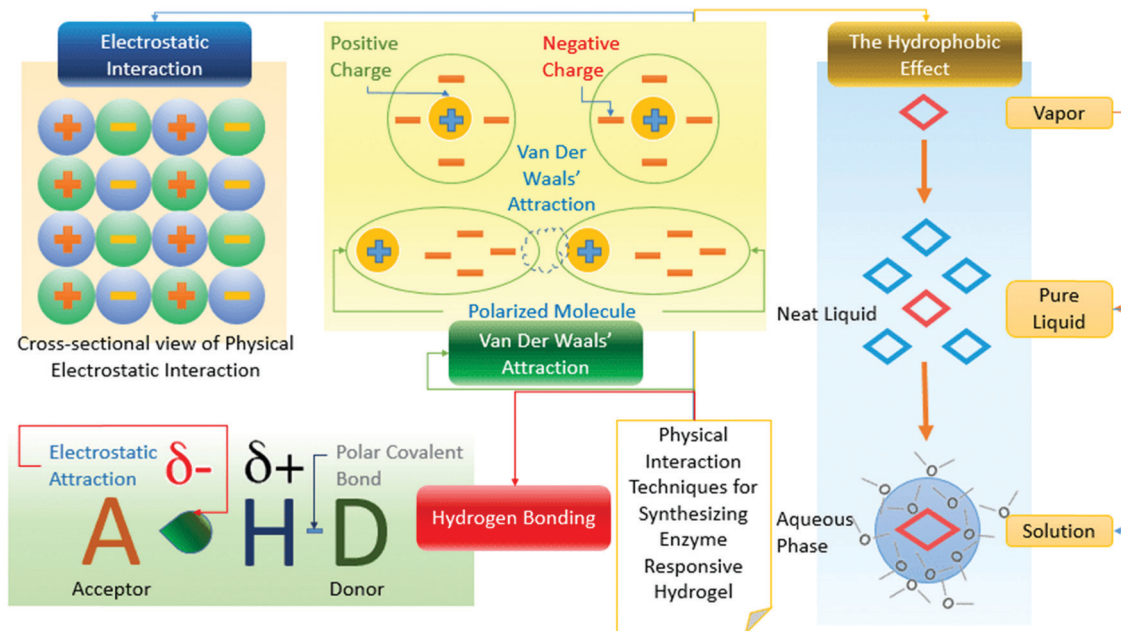 Electrostatic
Interaction
Cross-sectional view of Physical
Electrostatic Interaction
Positive
Charge
Negative
Charge
Van Der
Waals'
Attraction
Polarized Molecule
Van Der Waals'
Attraction
The Hydrophobic
Effect
Vapor
Neat Liquid
Pure
Liquid
Aqueous
Phase
Solution
O
O
O
O
O
O
O
O
O
O
O
Electrostatic
Attraction
δ-
δ+
Polar Covalent
Bond
A
H
D
Acceptor
Donor
Hydrogen Bonding
Physical
Interaction
Techniques for
Synthesizing
Enzyme
Responsive
Hydrogel